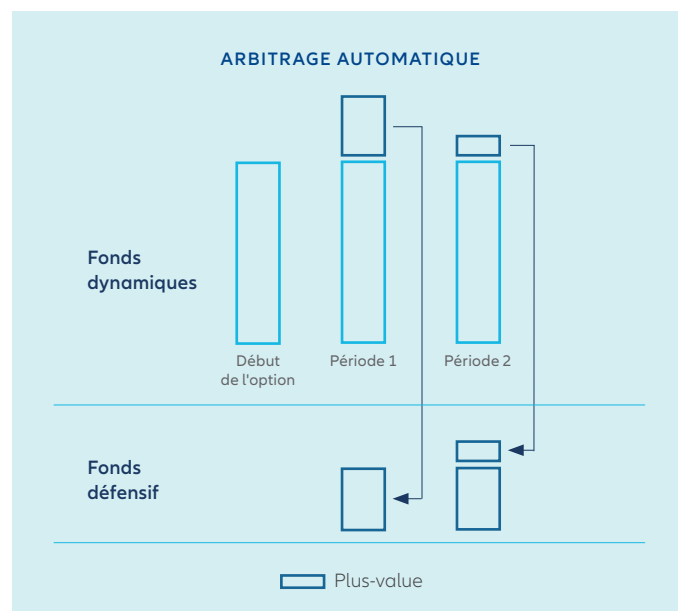 ARBITRAGE AUTOMATIQUE
Fonds
dynamiques
Début
de l'option
Période 1
Période 2
Fonds
défensif
Plus-value